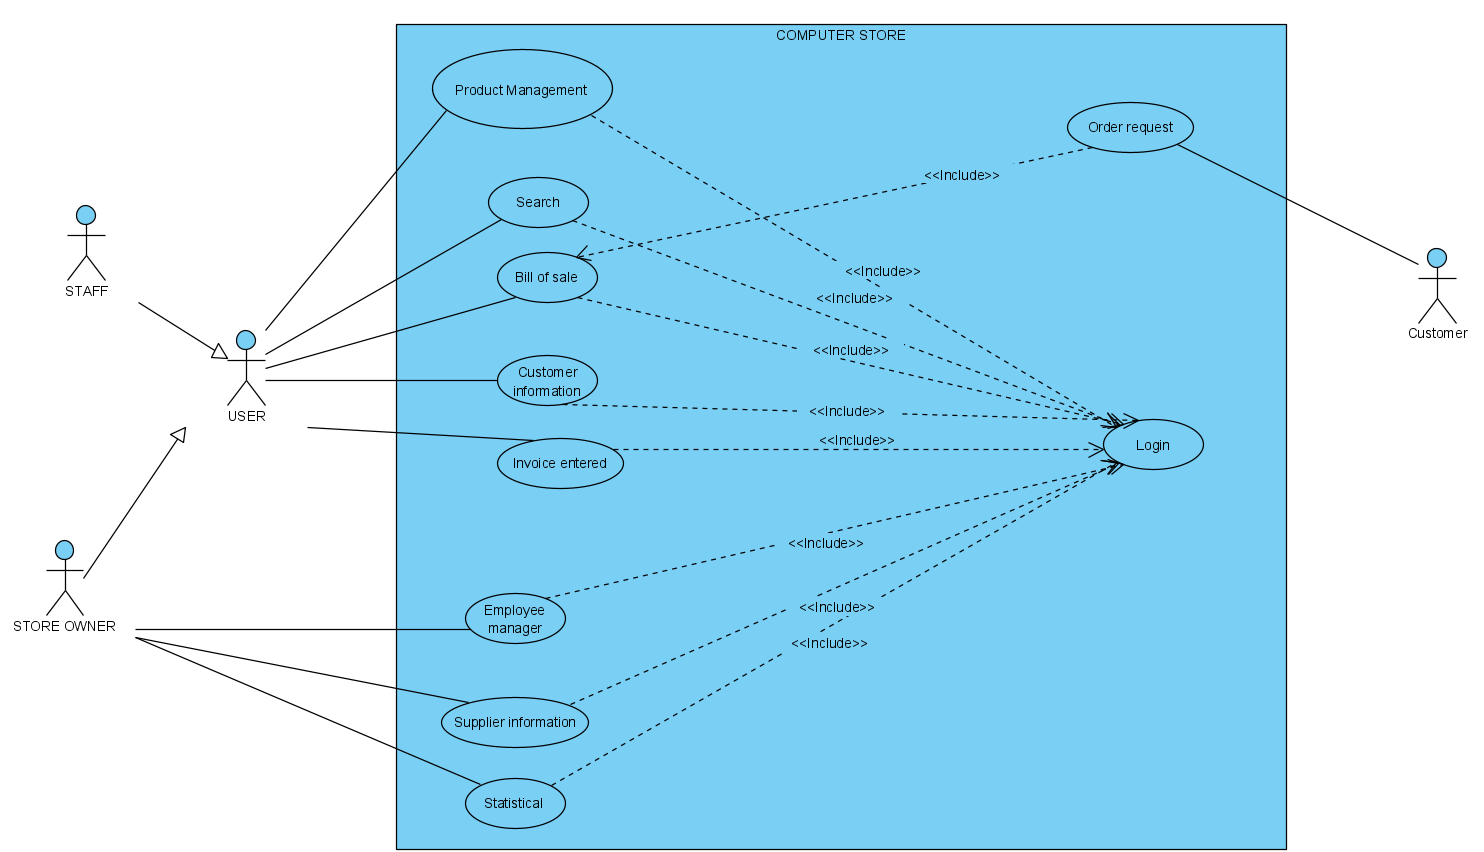 COMPUTER STORE
Product Management
Order request
<<Include>>
Search
<<Include>>
Bill of sale
STAFF
<<Include>>
Customer
<<Include>>
Customer
information
<<Include>>
USER
<<Include>>
Login
Invoice entered
<<Include>>
Employee
manager
<<Include>>
STORE OWNER
<<Include>>
Supplier information
Statistical